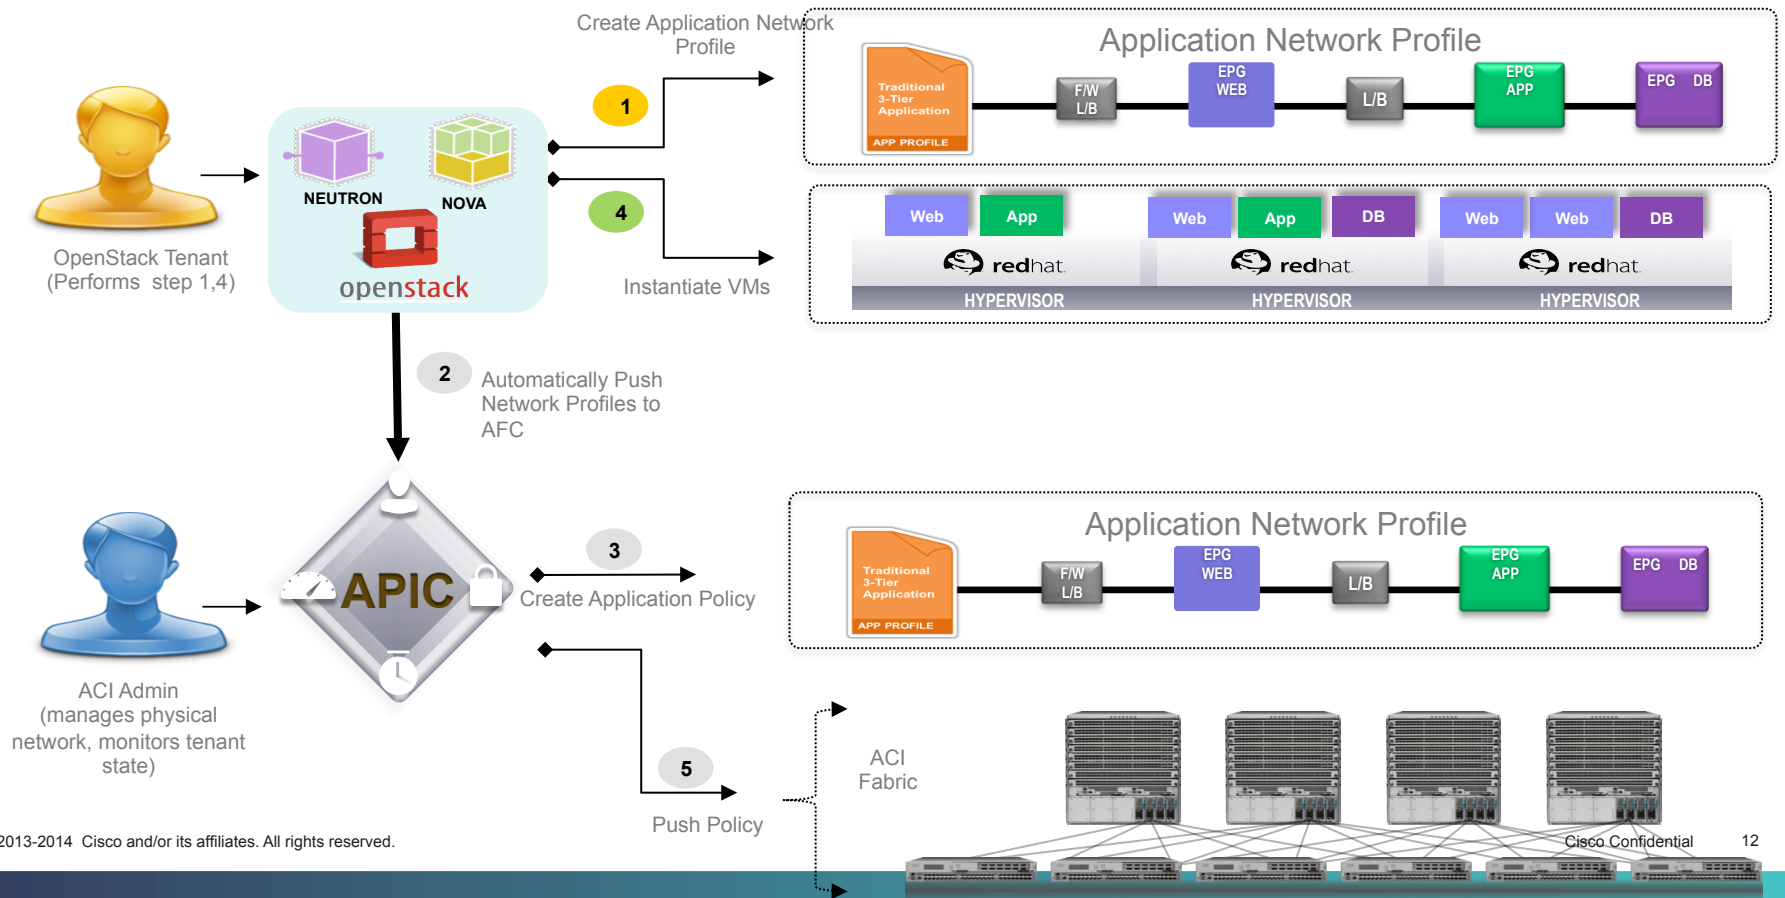 Create Application Network
Profile
Application Network Profile
Traditional
3-Tier
Application
APP PROFILE
F/W
L/B
EPG
WEB
L/B
EPG
APP
EPG DB
1
NEUTRON
NOVA
openstack
4
Instantiate VMs
OpenStack Tenant
(Performs step 1,4)
Web
App
Web
App
DB
Web
Web
DB
redhat.
redhat.
redhat.
HYPERVISOR
HYPERVISOR
HYPERVISOR
2
Automatically Push
Network Profiles to
AFC
APIC
3
Create Application Policy
Application Network Profile
Traditional
3-Tier
Application
APP PROFILE
F/W
L/B
EPG
WEB
L/B
EPG
APP
EPG DB
ACI Admin
(manages physical
network, monitors tenant
state)
5
Push Policy
ACI
Fabric
2013-2014 Cisco and/or its affiliates. All rights reserved.
Cisco Confidential
12